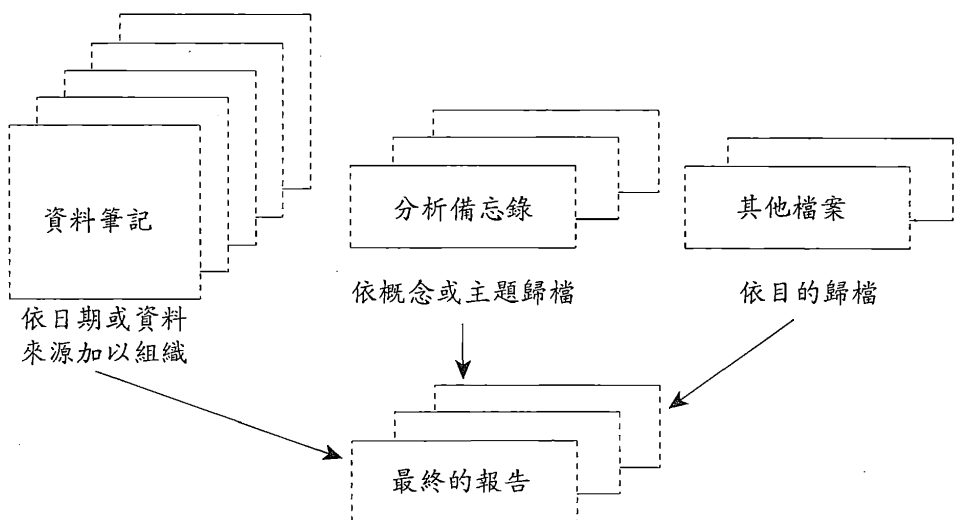 資料筆記
分析備忘錄
其他檔案
依概念或主題歸檔
依目的歸檔
依日期或資料
來源加以組織
最終的報告